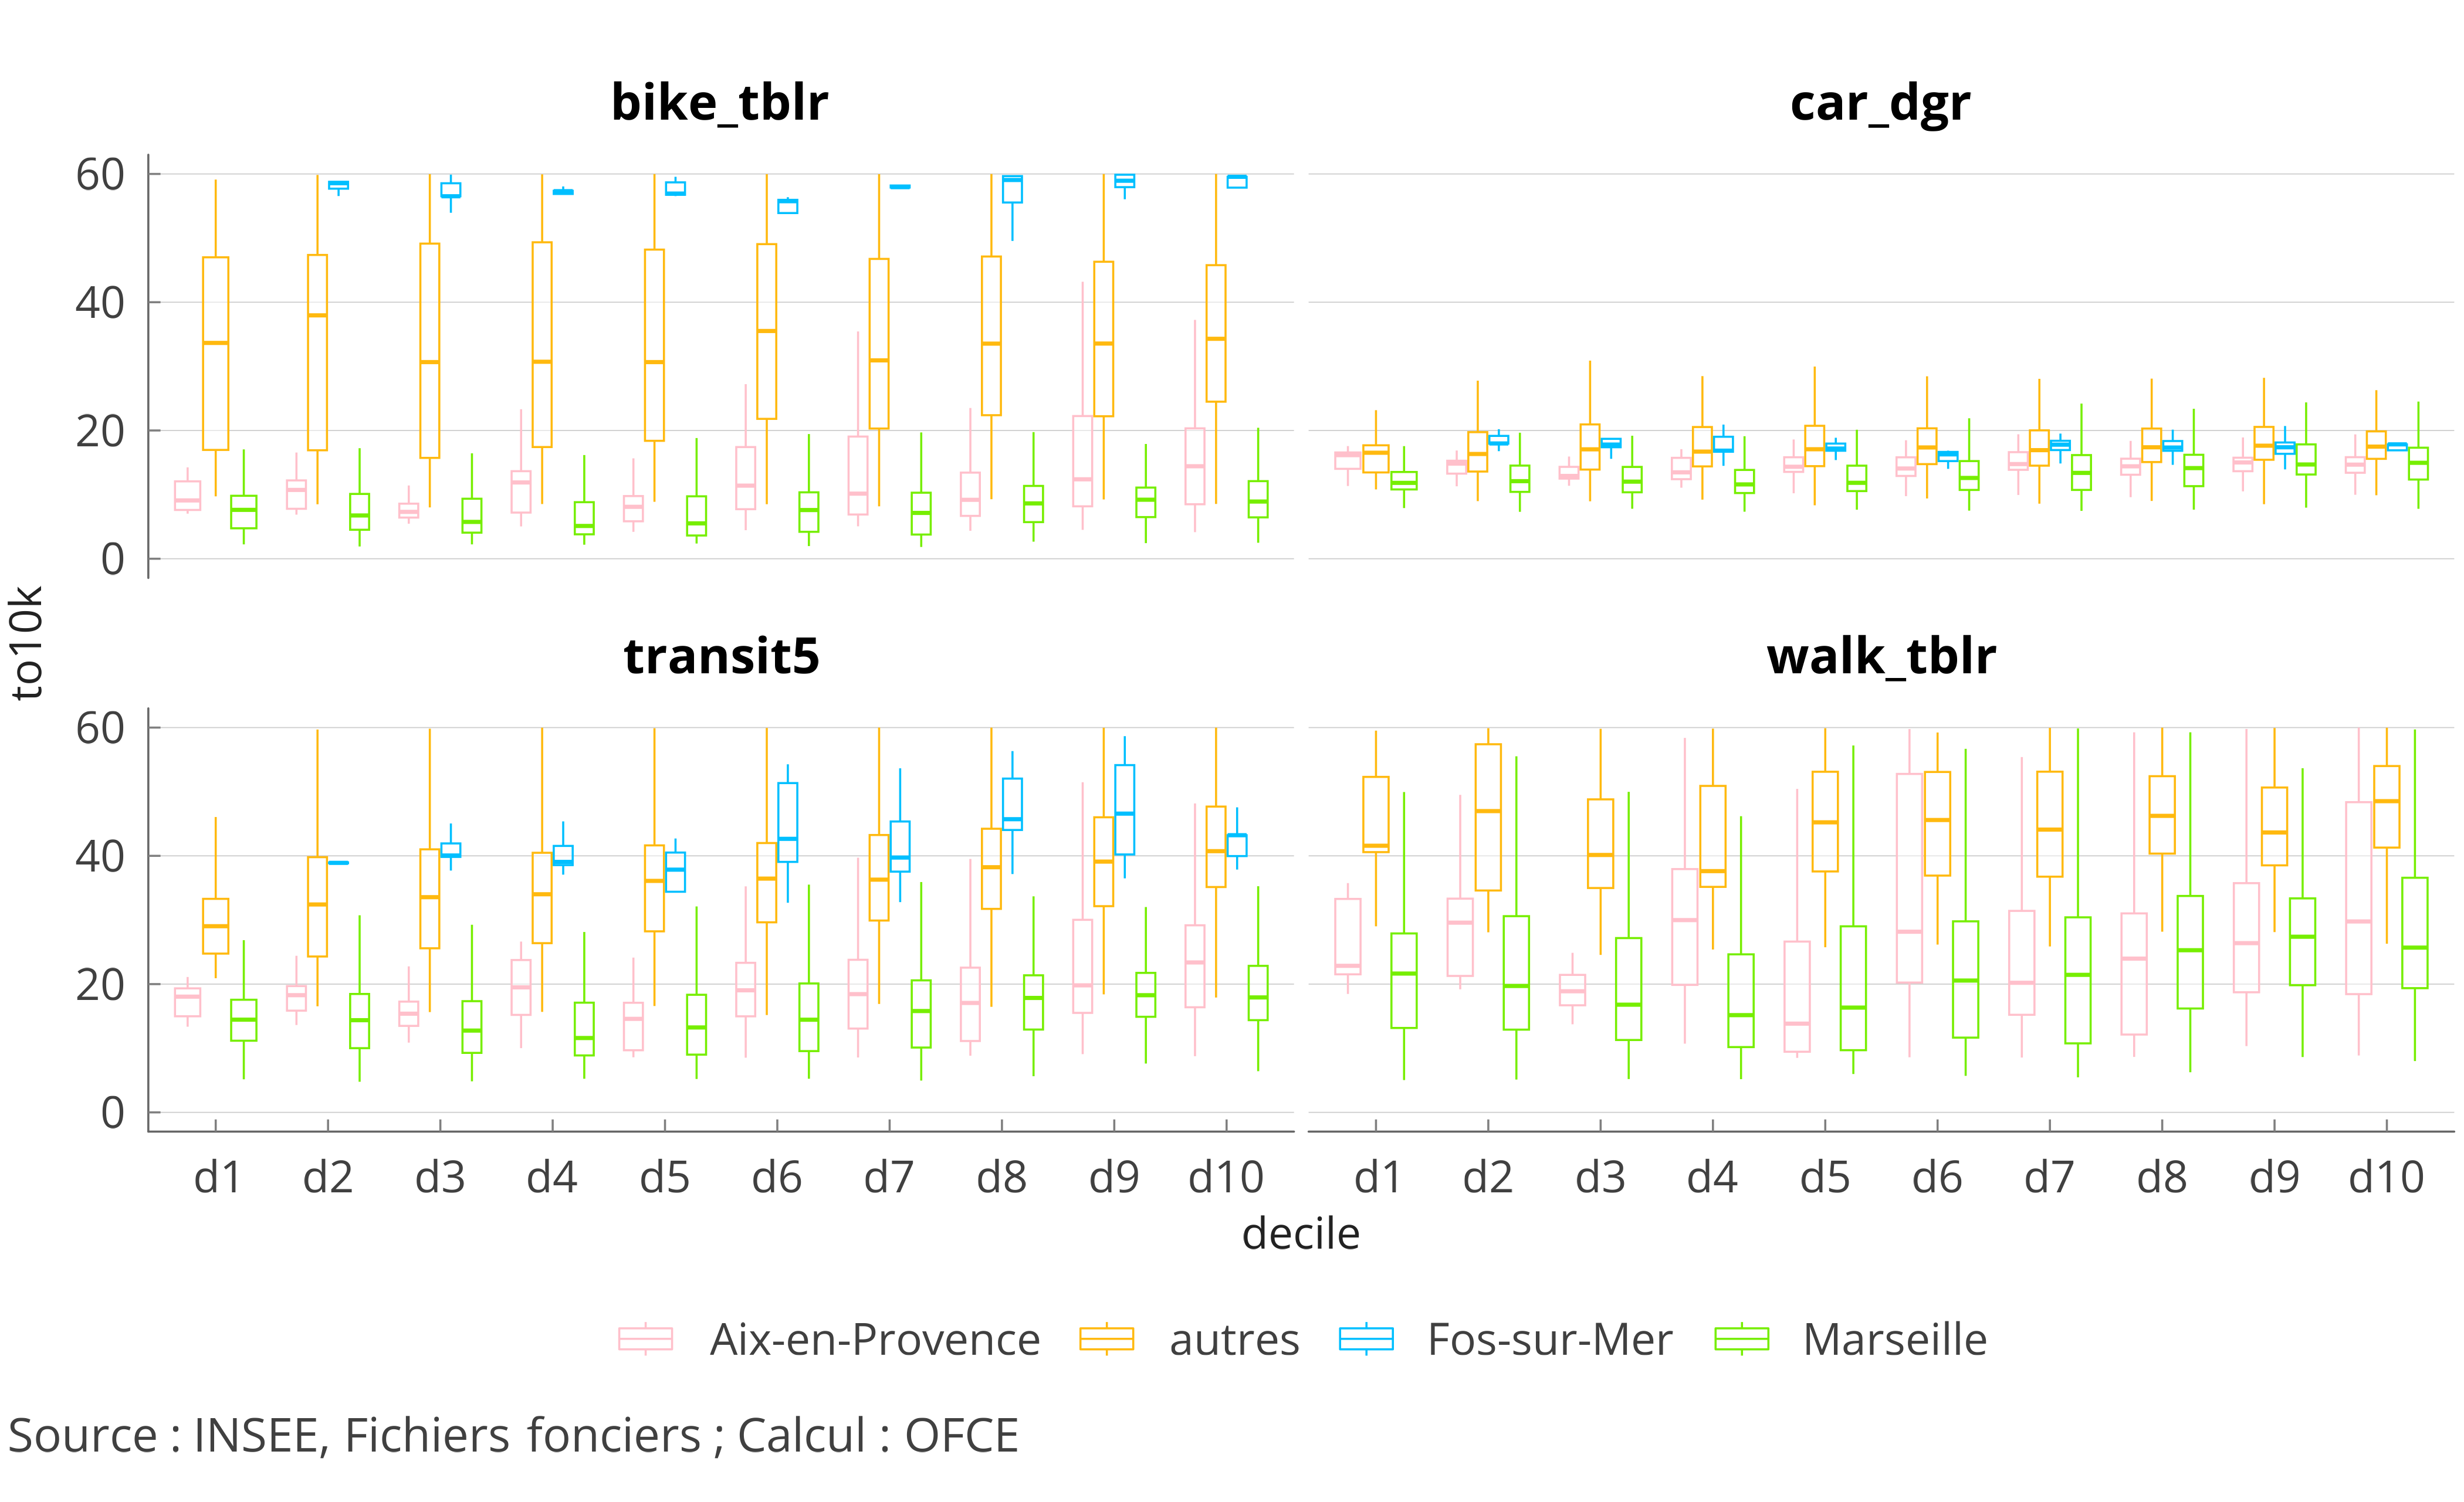 bike_tblr car_dgr
60
40
20
0
to10k
transit5 walk_tblr
60
40
20
0
d1 d2 d3 d4 d5 d6 d7 d8 d9 d10 d1 d2 d3 d4 d5 d6 d7 d8 d9 d10
decile
Aix-en-Provence autres Fos-sur-Mer Marseille
Source : INSEE, Fichiers fonciers ; Calcul : OFCE